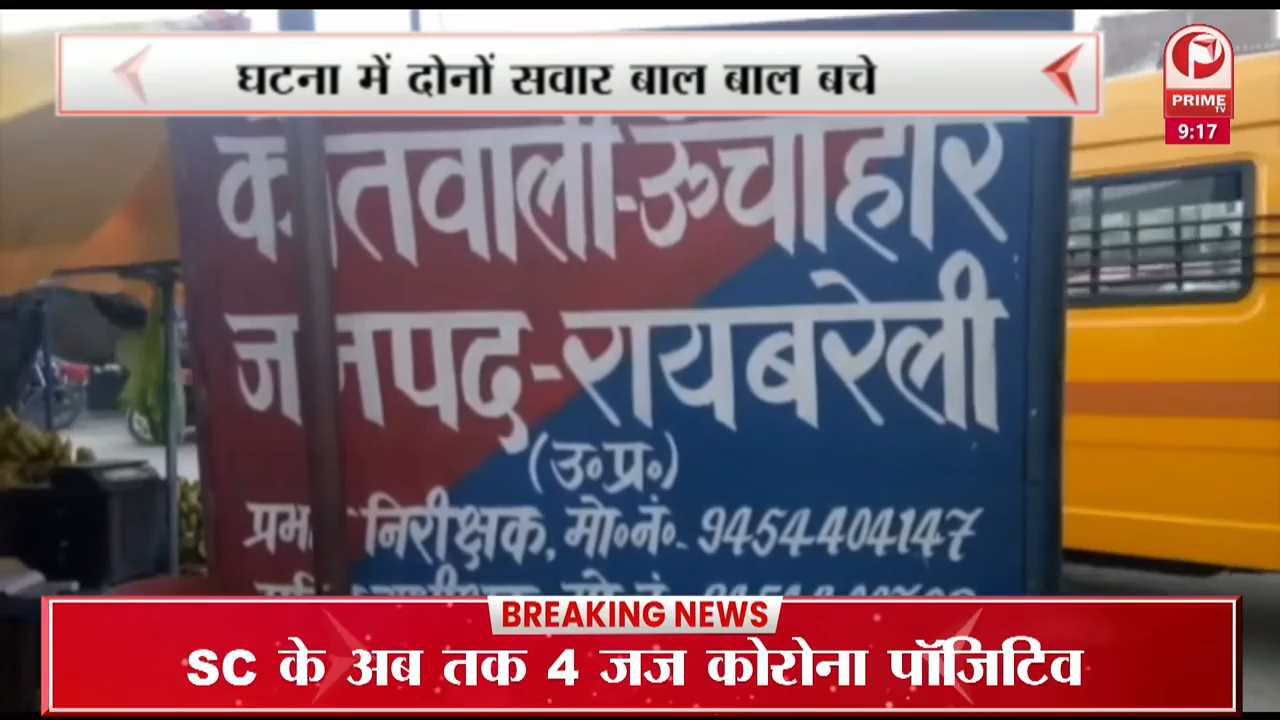 घटना में दोनों सवार बाल बाल बचे
PRIME
TV
9:17
कोतवाली-ऊँचाहार
जनपद-रायबरेली
(उ०प्र०)
निरीक्षक, मो०नं०- 9454404147
BREAKING NEWS
SC के अब तक 4 जज कोरोना पॉजिटिव